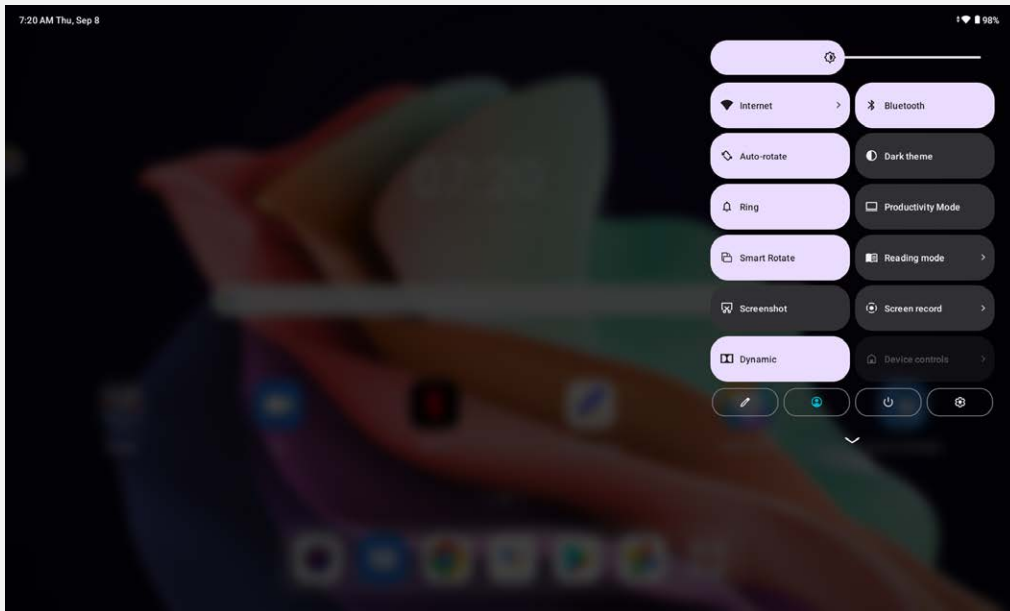 7:20 AM Thu, Sep 8
98%
Internet
Bluetooth
Auto-rotate
Dark theme
Ring
Productivity Mode
Smart Rotate
Reading mode
Screenshot
Screen record
Dynamic
Device controls